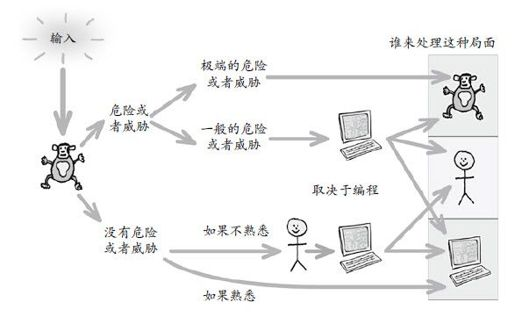 输入
谁来处理这种局面
极端的危险
或者威胁
危险或
者威胁
一般的危险
或者威胁
取决于编程
没有危险
或者威胁
如果不熟悉
如果熟悉